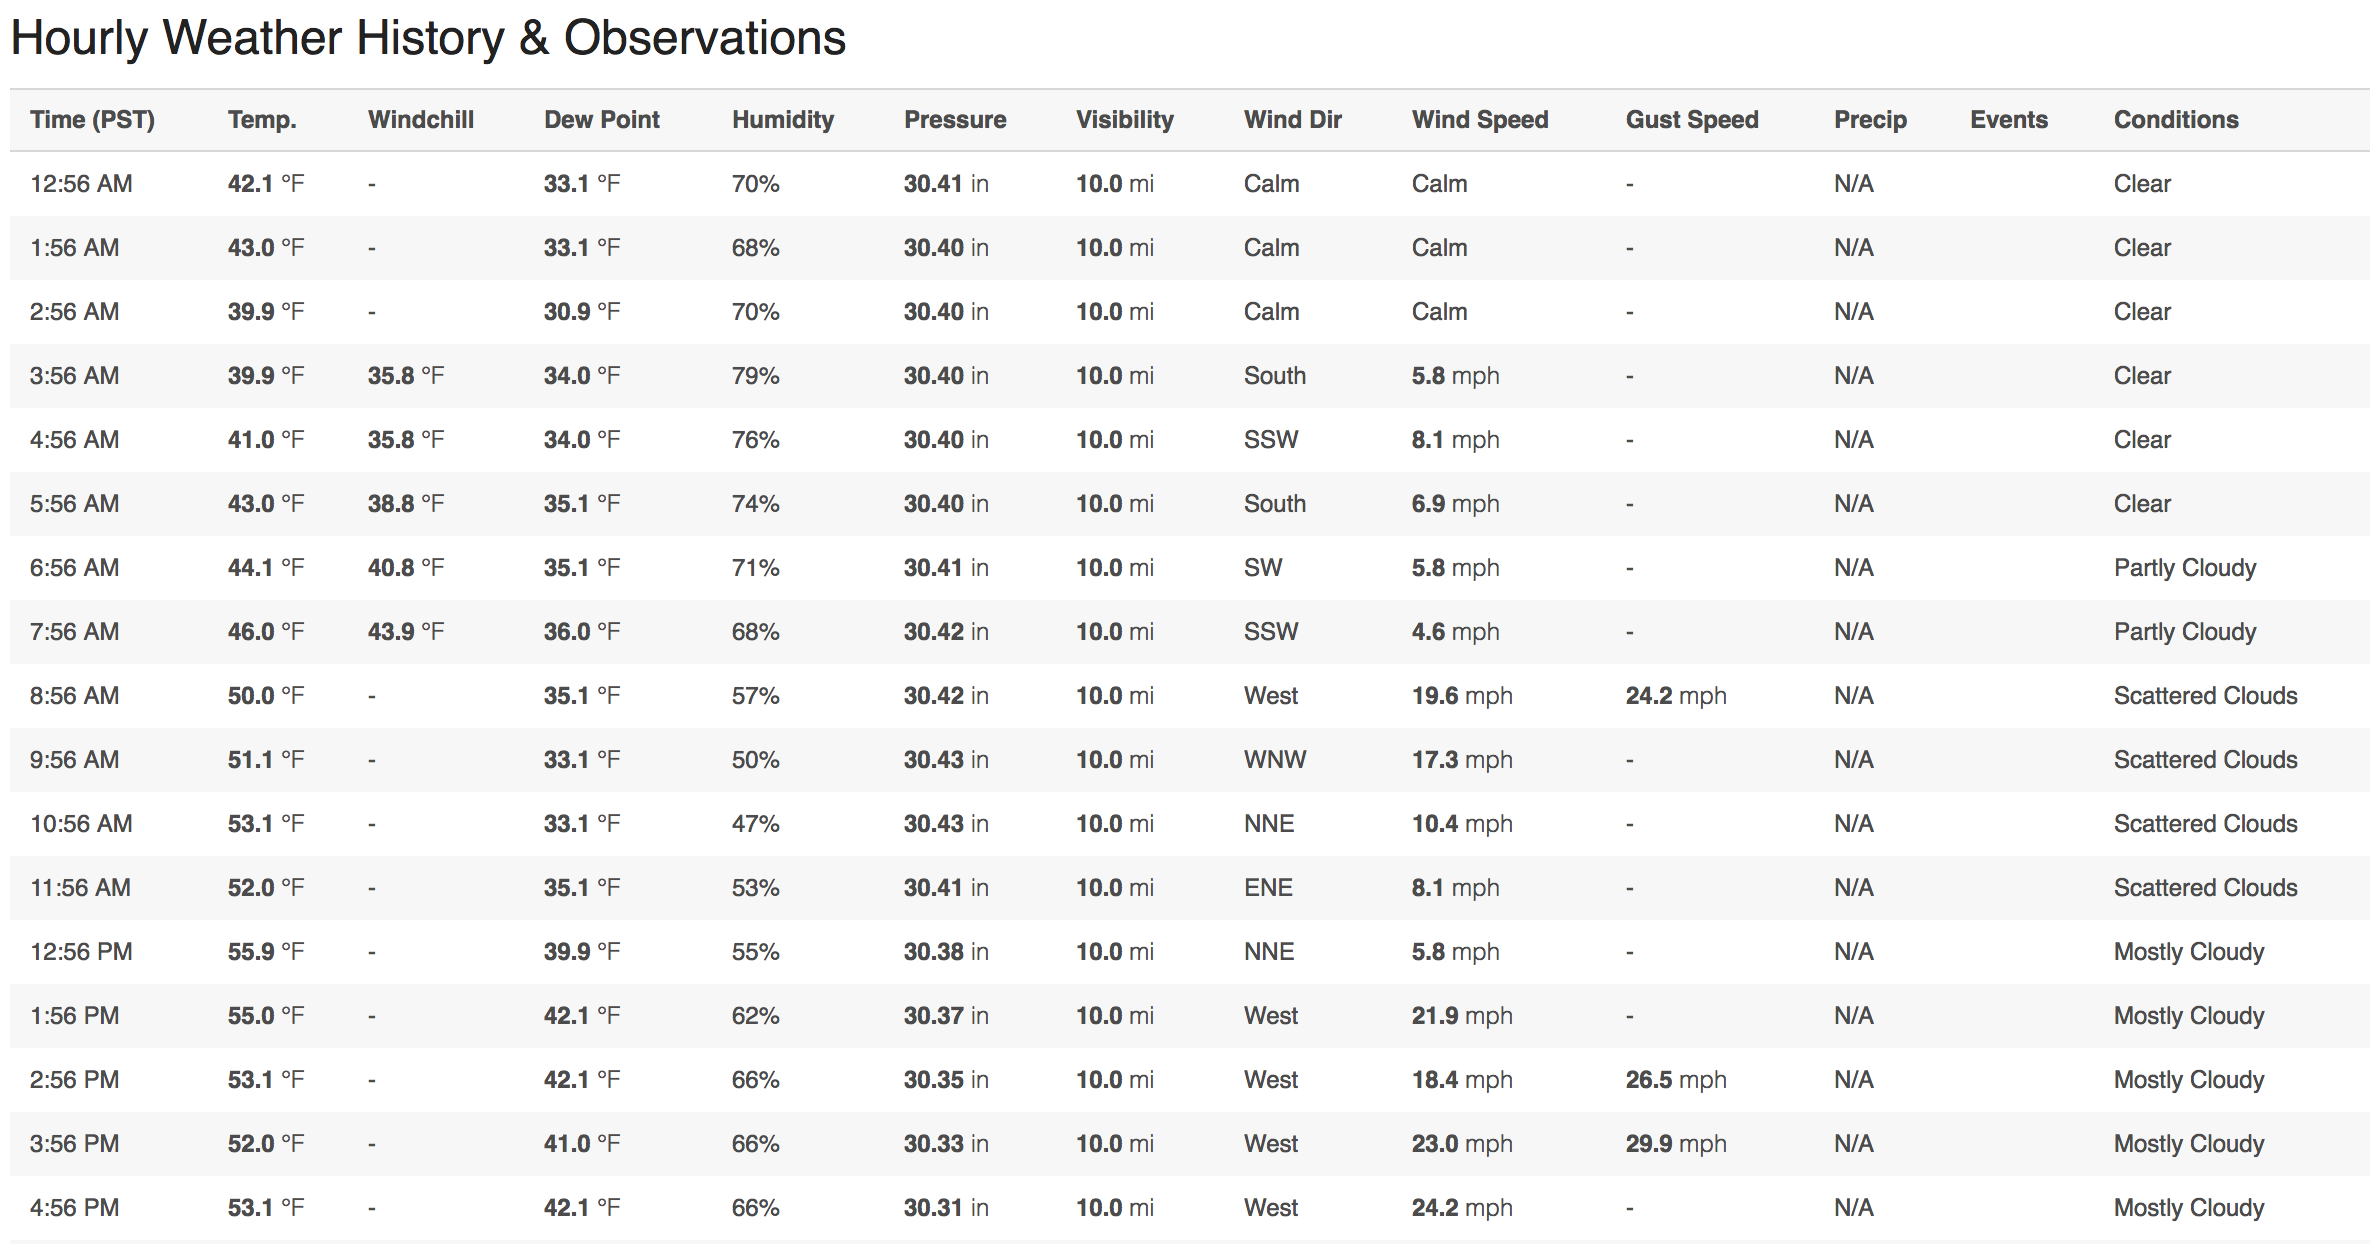 Hourly Weather History & Observations
Time (PST) Temp. Windchill Dew Point Humidity Pressure Visibility Wind Dir Wind Speed Gust Speed Precip Events Conditions
12:56 AM 42.1 °F - 33.1 °F 70% 30.41 in 10.0 mi Calm Calm - N/A Clear
1:56 AM 43.0 °F - 33.1 °F 68% 30.40 in 10.0 mi Calm Calm - N/A Clear
2:56 AM 39.9 °F - 30.9 °F 70% 30.40 in 10.0 mi Calm Calm - N/A Clear
3:56 AM 39.9 °F 35.8 °F 34.0 °F 79% 30.40 in 10.0 mi South 5.8 mph - N/A Clear
4:56 AM 41.0 °F 35.8 °F 34.0 °F 76% 30.40 in 10.0 mi SSW 8.1 mph - N/A Clear
5:56 AM 43.0 °F 38.8 °F 35.1 °F 74% 30.40 in 10.0 mi South 6.9 mph - N/A Clear
6:56 AM 44.1 °F 40.8 °F 35.1 °F 71% 30.41 in 10.0 mi SW 5.8 mph - N/A Partly Cloudy
7:56 AM 46.0 °F 43.9 °F 36.0 °F 68% 30.42 in 10.0 mi SSW 4.6 mph - N/A Partly Cloudy
8:56 AM 50.0 °F - 35.1 °F 57% 30.42 in 10.0 mi West 19.6 mph 24.2 mph N/A Scattered Clouds
9:56 AM 51.1 °F - 33.1 °F 50% 30.43 in 10.0 mi WNW 17.3 mph - N/A Scattered Clouds
10:56 AM 53.1 °F - 33.1 °F 47% 30.43 in 10.0 mi NNE 10.4 mph - N/A Scattered Clouds
11:56 AM 52.0 °F - 35.1 °F 53% 30.41 in 10.0 mi ENE 8.1 mph - N/A Scattered Clouds
12:56 PM 55.9 °F - 39.9 °F 55% 30.38 in 10.0 mi NNE 5.8 mph - N/A Mostly Cloudy
1:56 PM 55.0 °F - 42.1 °F 62% 30.37 in 10.0 mi West 21.9 mph - N/A Mostly Cloudy
2:56 PM 53.1 °F - 42.1 °F 66% 30.35 in 10.0 mi West 18.4 mph 26.5 mph N/A Mostly Cloudy
3:56 PM 52.0 °F - 41.0 °F 66% 30.33 in 10.0 mi West 23.0 mph 29.9 mph N/A Mostly Cloudy
4:56 PM 53.1 °F - 42.1 °F 66% 30.31 in 10.0 mi West 24.2 mph - N/A Mostly Cloudy